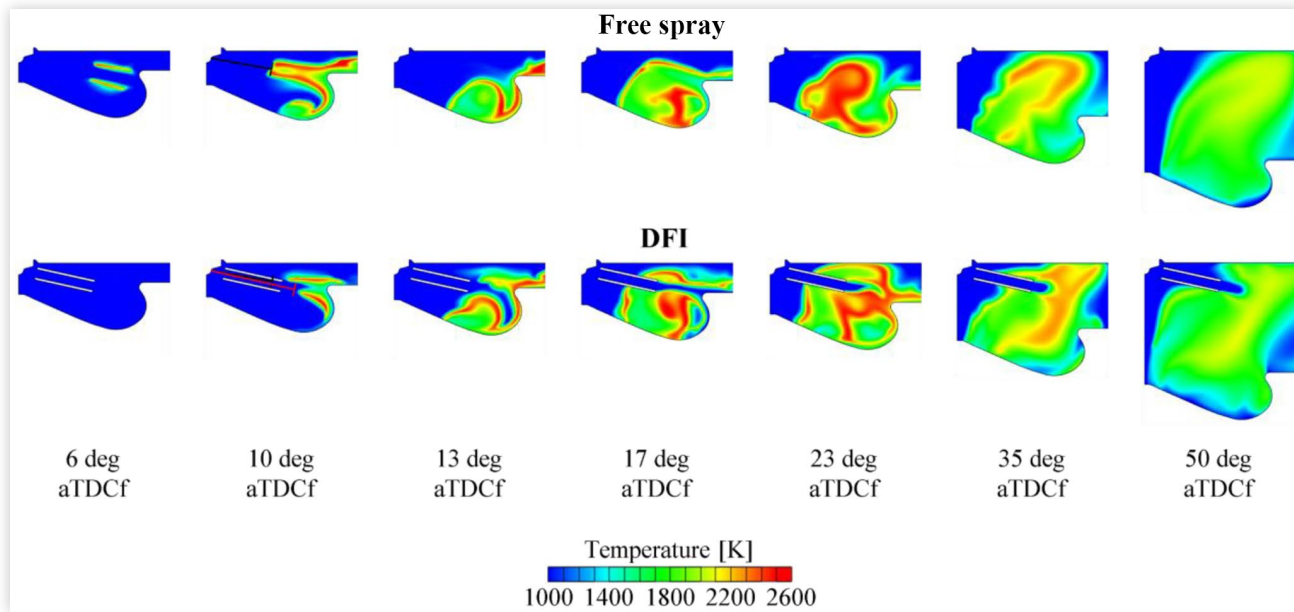 Free spray
DFI
6 deg
aTDCf
10 deg
aTDCf
13 deg
aTDCf
17 deg
aTDCf
23 deg
aTDCf
35 deg
aTDCf
50 deg
aTDCf
Temperature [K]
1000 1400 1800 2200 2600